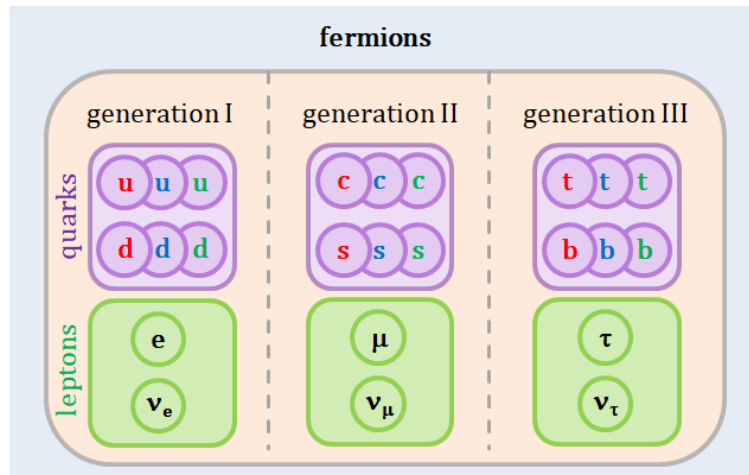 fermions
generation I generation II generation III
quarks
u u u c c c t t t
d d d s s s b b b
leptons
e μ τ
νe νμ ντ